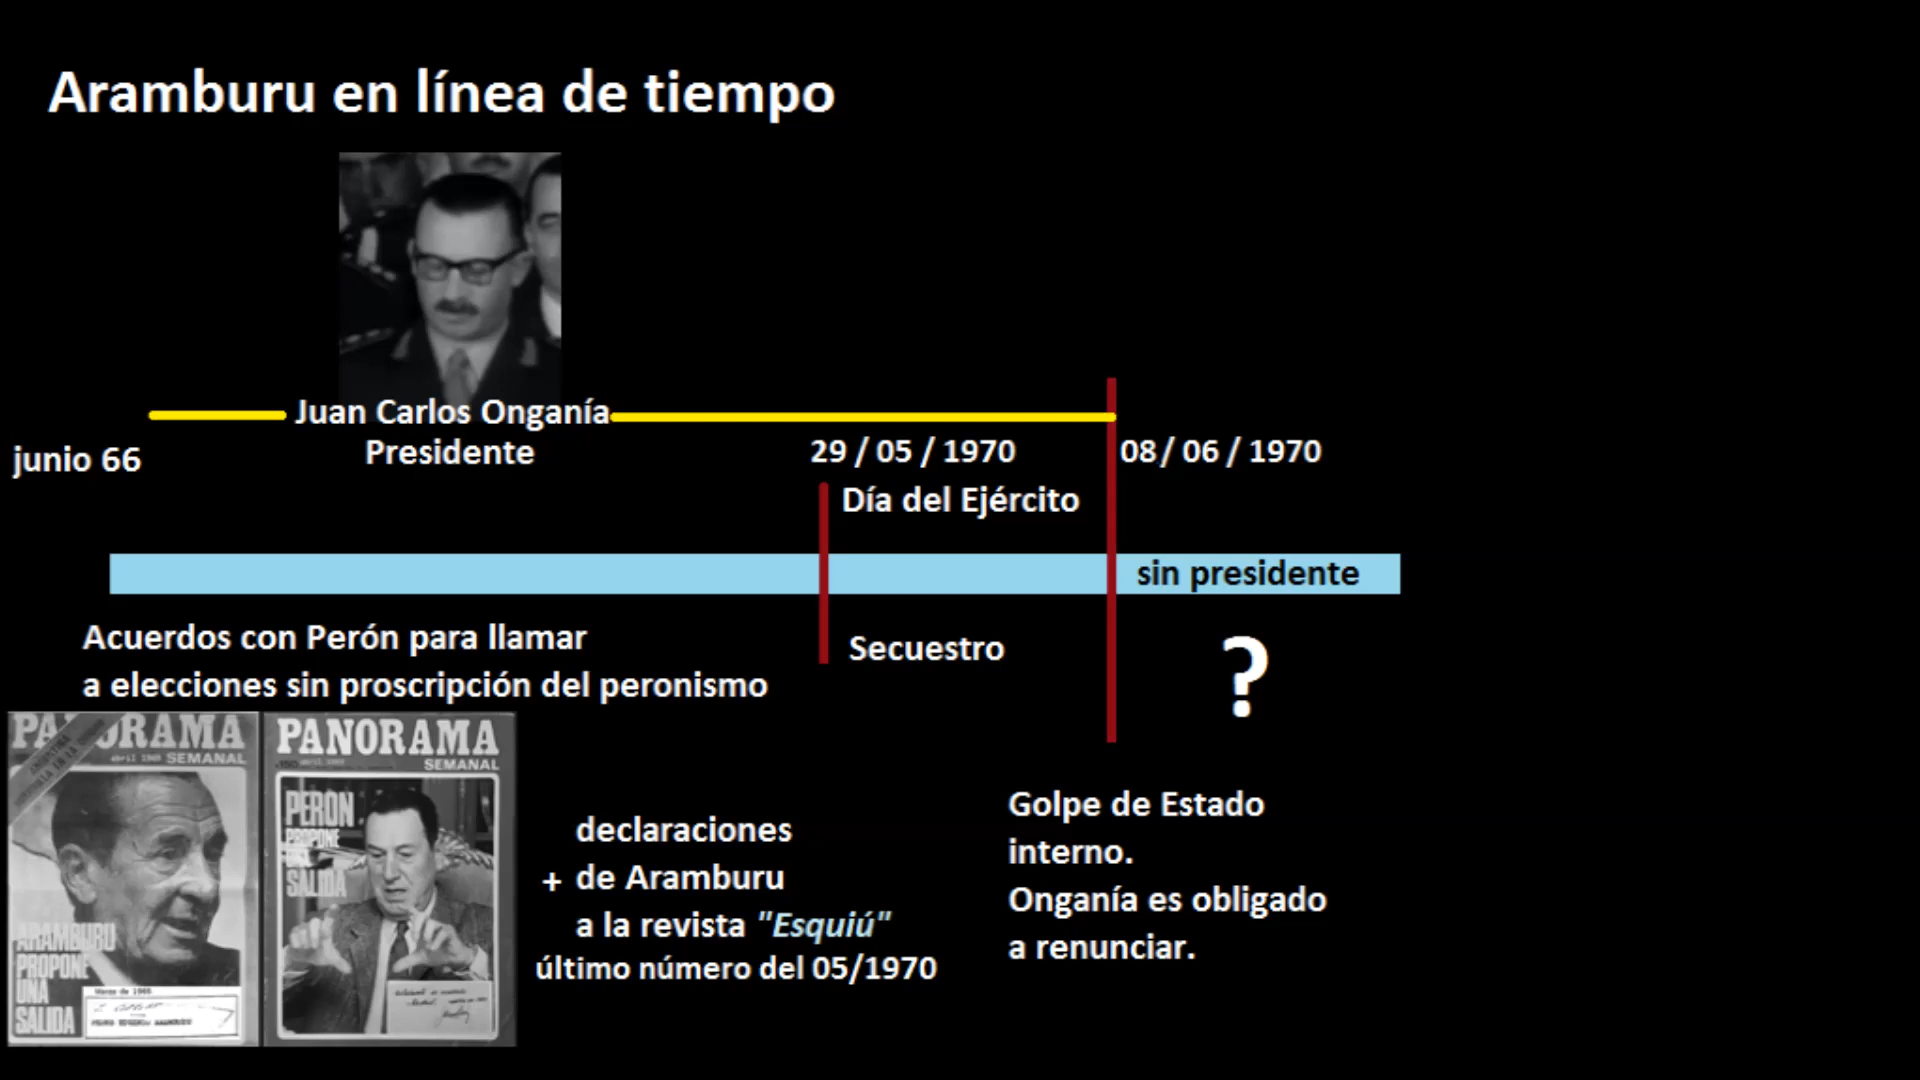 Aramburu en línea de tiempo
Juan Carlos Onganía
Presidente
junio 66
29 / 05 / 1970
08/ 06 / 1970
Día del Ejército
sin presidente
Acuerdos con Perón para llamar
a elecciones sin proscripción del peronismo
Secuestro
?
PANORAMA
abril 1969 SEMANAL
ARAMBURU
PROPONE
UNA
SALIDA
PANORAMA
SEMANAL
PERON
PROPONE
UNA
SALIDA
declaraciones
+ de Aramburu
a la revista "Esquiú"
último número del 05/1970
Golpe de Estado
interno.
Onganía es obligado
a renunciar.